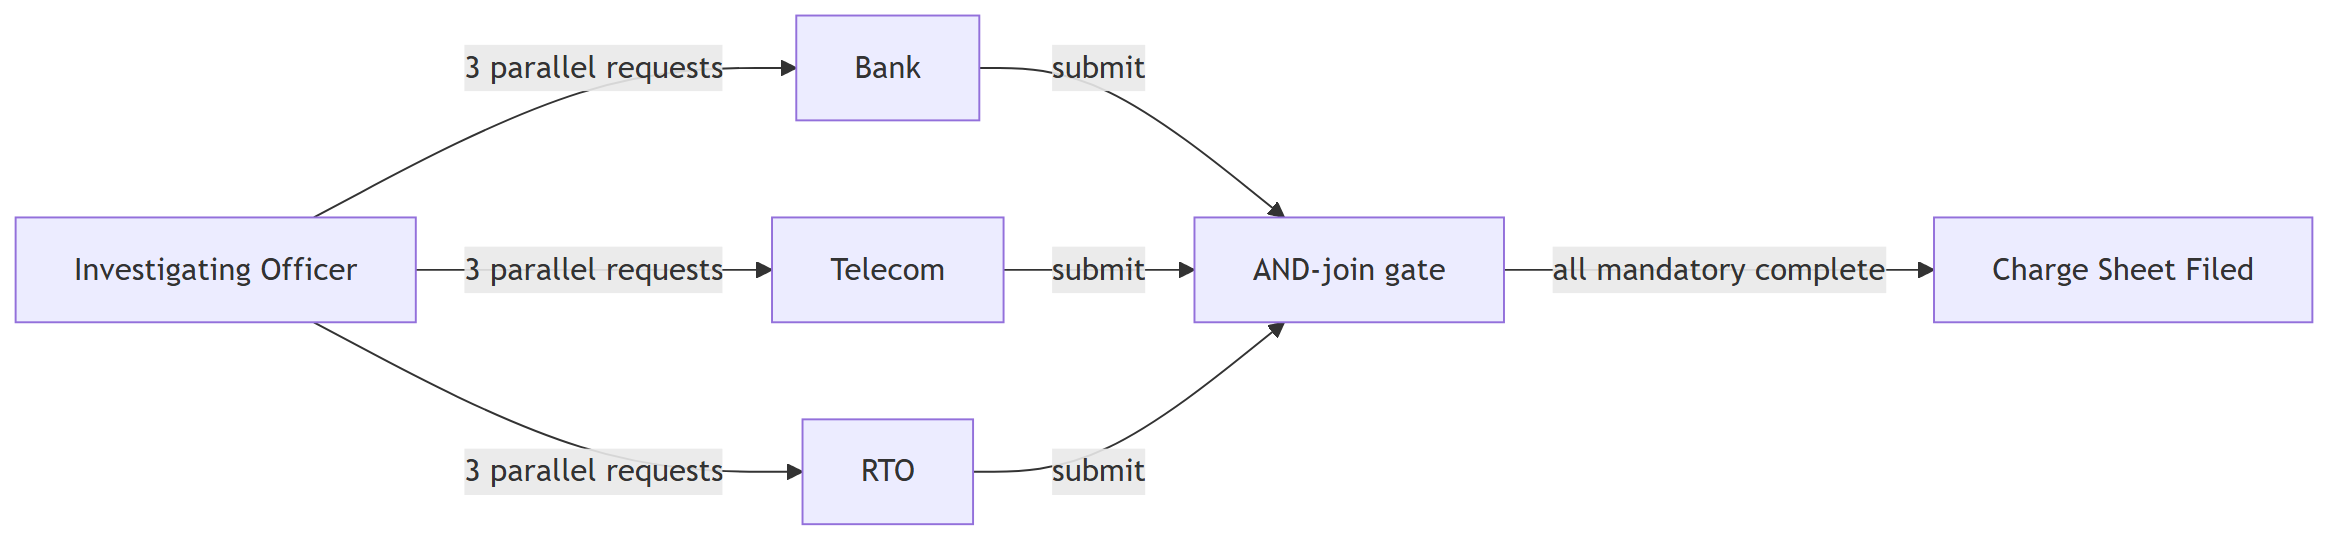 3 parallel requests
Bank
submit
Investigating Officer
3 parallel requests
Telecom
submit
AND-join gate
all mandatory complete
Charge Sheet Filed
3 parallel requests
RTO
submit